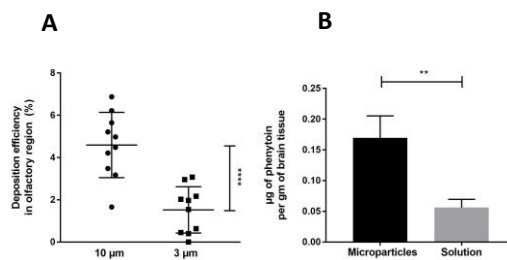 A
Deposition efficiency
in olfactory region (%)
8
6
4
2
0
****
10 μm
3 μm
B
μg of phenytoin
per gm of brain tissue
0.25
0.20
0.15
0.10
0.05
0.00
**
Microparticles
Solution